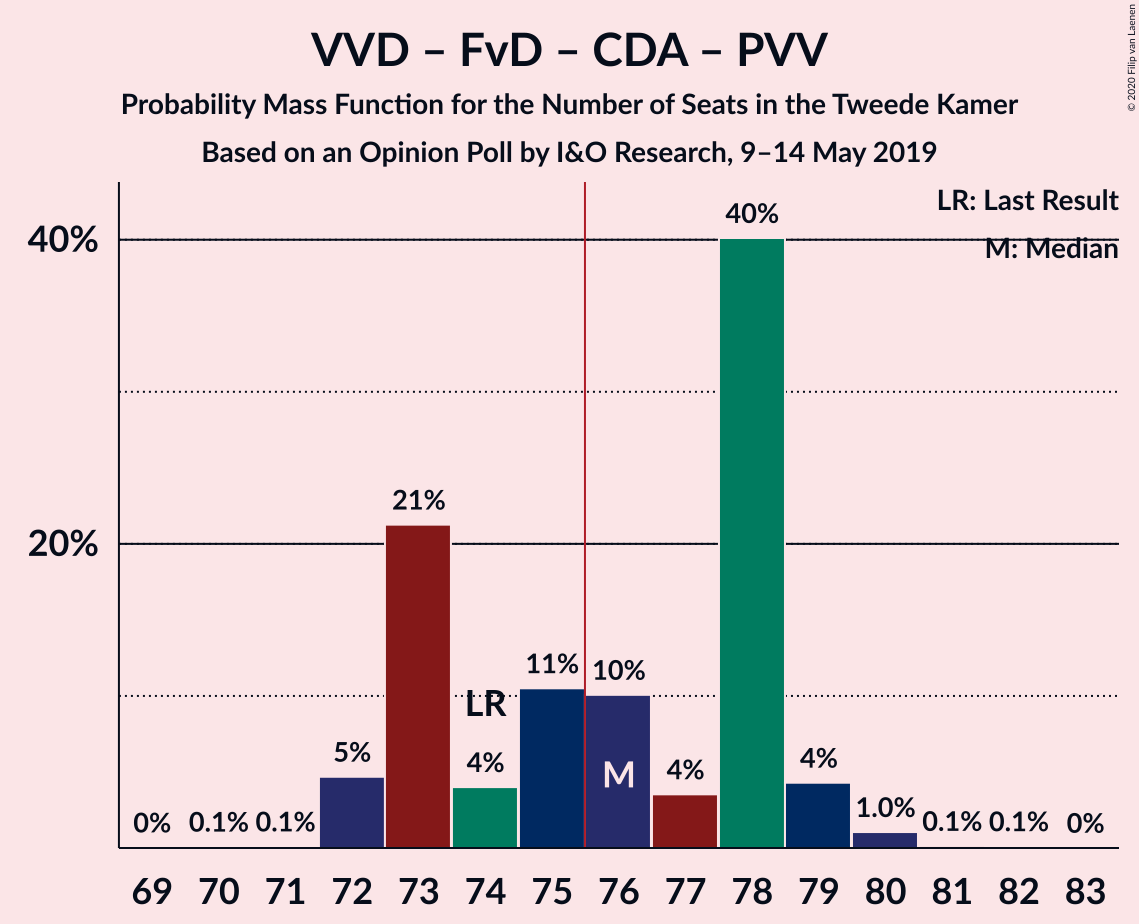 VVD – FvD – CDA – PVV
Probability Mass Function for the Number of Seats in the Tweede Kamer
Based on an Opinion Poll by I&O Research, 9–14 May 2019
© 2020 Filip van Laenen
LR: Last Result
M: Median
40%
20%
0%
0.1%
0.1%
5%
21%
LR
4%
11%
10%
M
4%
40%
4%
1.0%
0.1%
0.1%
0%
69 70 71 72 73 74 75 76 77 78 79 80 81 82 83